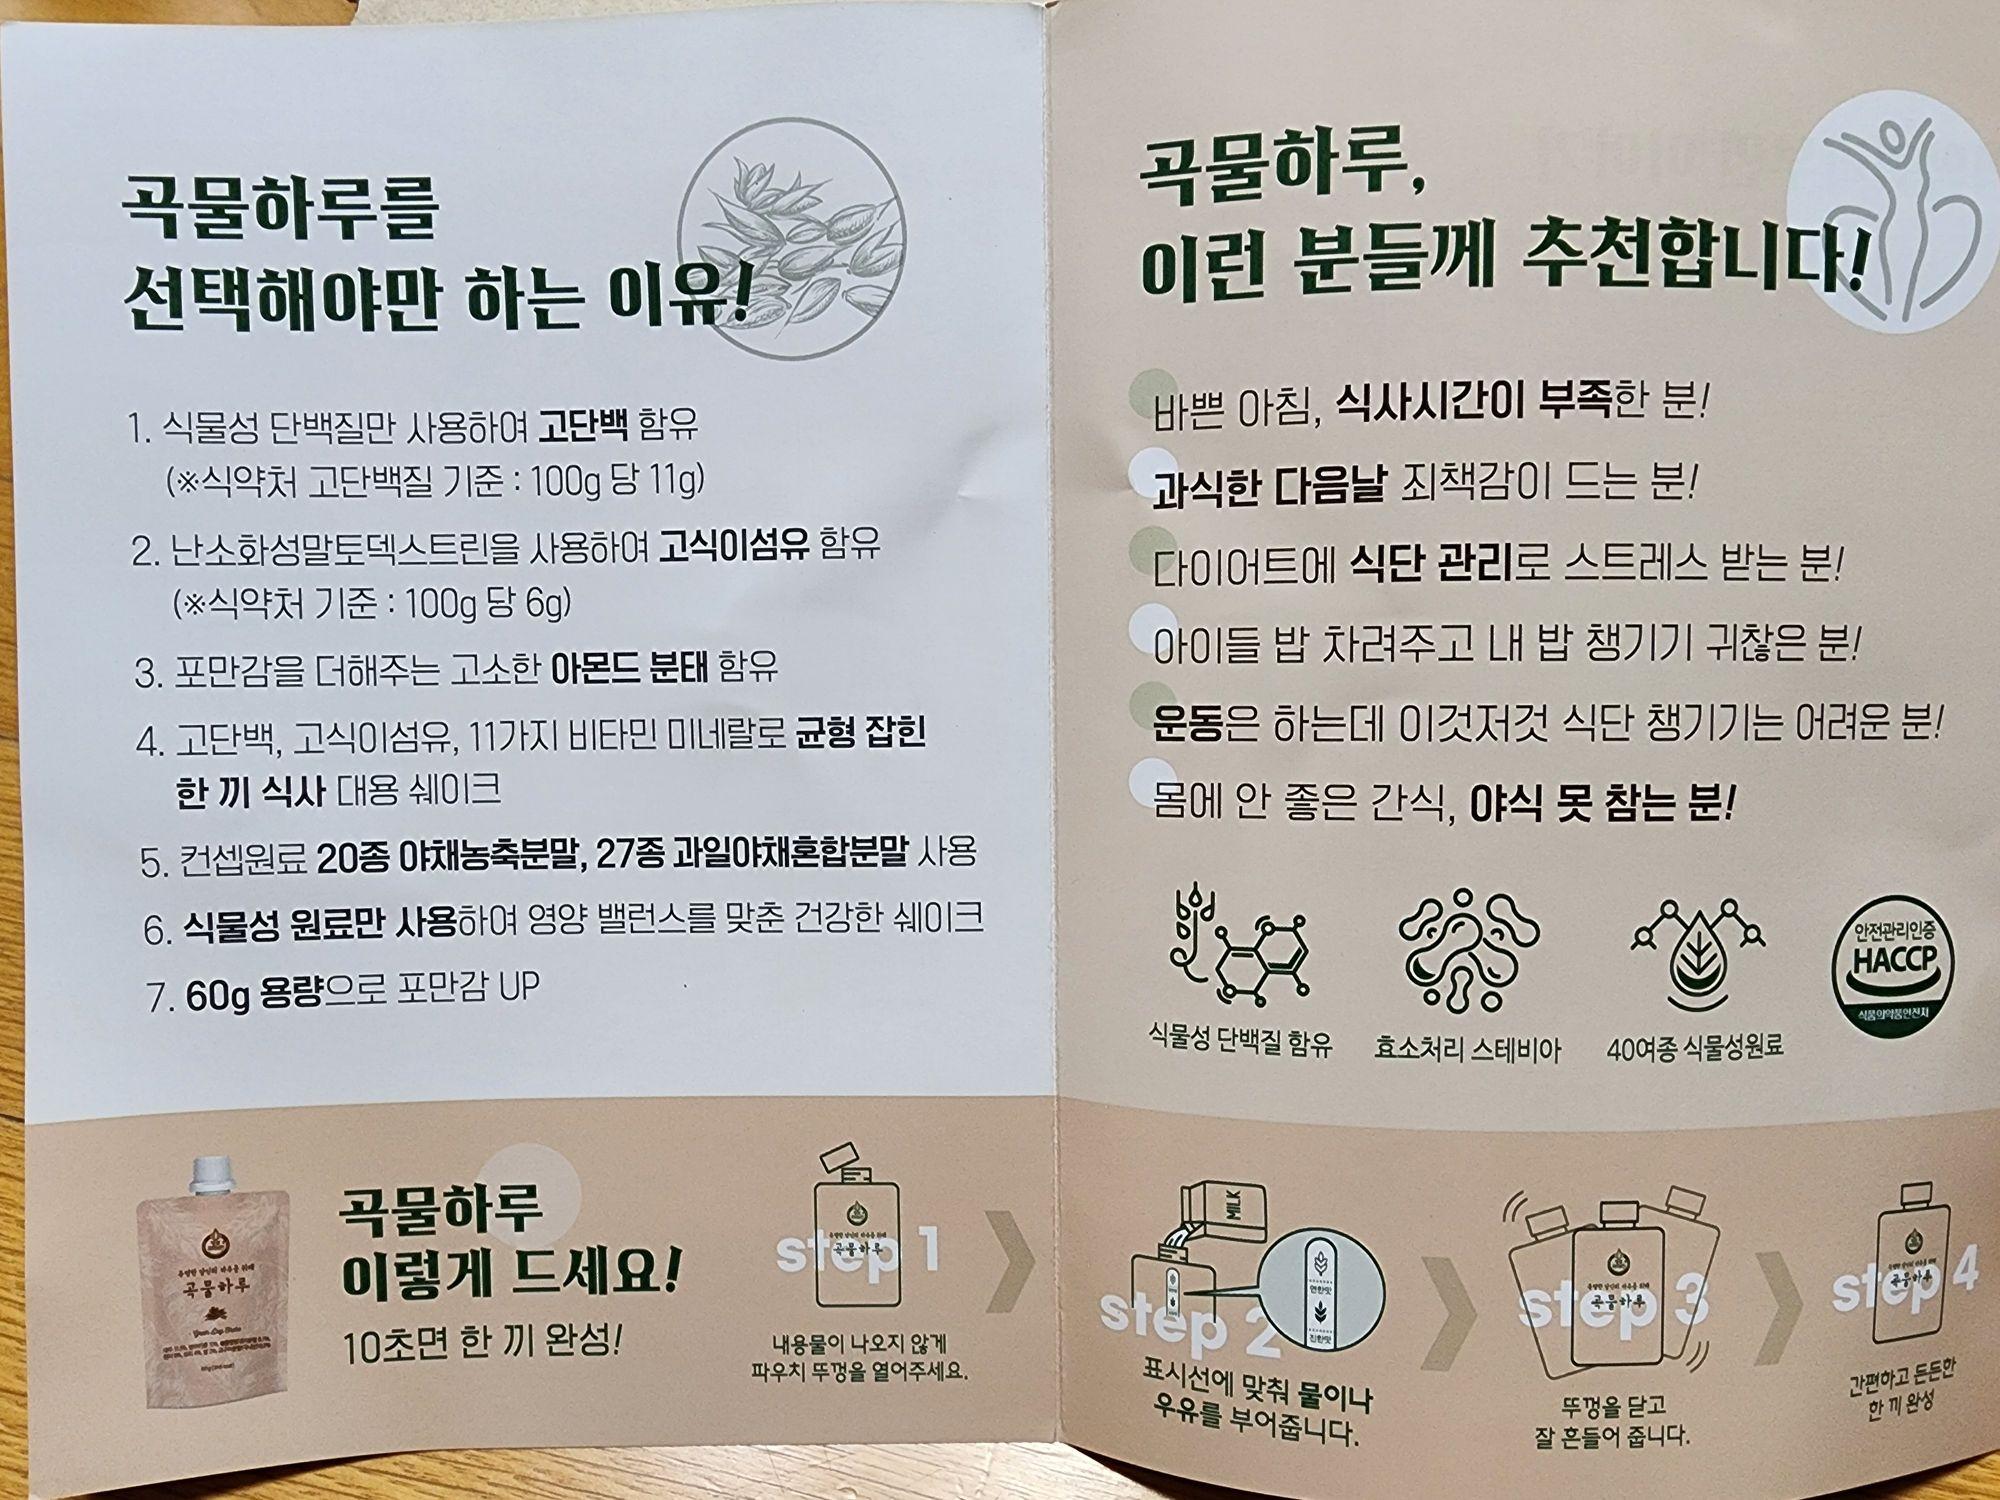 곡물하루를
선택해야만 하는 이유!
1. 식물성 단백질만 사용하여 고단백 함유
(※식약처 고단백질 기준 : 100g 당 11g)
2. 난소화성말토덱스트린을 사용하여 고식이섬유 함유
(※식약처 기준 : 100g 당 6g)
3. 포만감을 더해주는 고소한 아몬드 분태 함유
4. 고단백, 고식이섬유, 11가지 비타민 미네랄로 균형 잡힌
한 끼 식사 대용 쉐이크
5. 컨셉원료 20종 야채농축분말, 27종 과일야채혼합분말 사용
6. 식물성 원료만 사용하여 영양 밸런스를 맞춘 건강한 쉐이크
7. 60g 용량으로 포만감 UP
곡물하루,
이런 분들께 추천합니다!
바쁜 아침, 식사시간이 부족한 분!
과식한 다음날 죄책감이 드는 분!
다이어트에 식단 관리로 스트레스 받는 분!
아이들 밥 차려주고 내 밥 챙기기 귀찮은 분!
운동은 하는데 이것저것 식단 챙기기는 어려운 분!
몸에 안 좋은 간식, 야식 못 참는 분!
식물성 단백질 함유
효소처리 스테비아
40여종 식물성원료
안전관리인증
HACCP
식품의약품안전처
곡물하루
곡물하루
이렇게 드세요!
10초면 한 끼 완성!
step 1
곡물하루
내용물이 나오지 않게
파우치 뚜껑을 열어주세요.
MILK
연한맛
진한맛
step 2
표시선에 맞춰 물이나
우유를 부어줍니다.
step 3
곡물하루
뚜껑을 닫고
잘 흔들어 줍니다.
step 4
곡물하루
간편하고 든든한
한 끼 완성